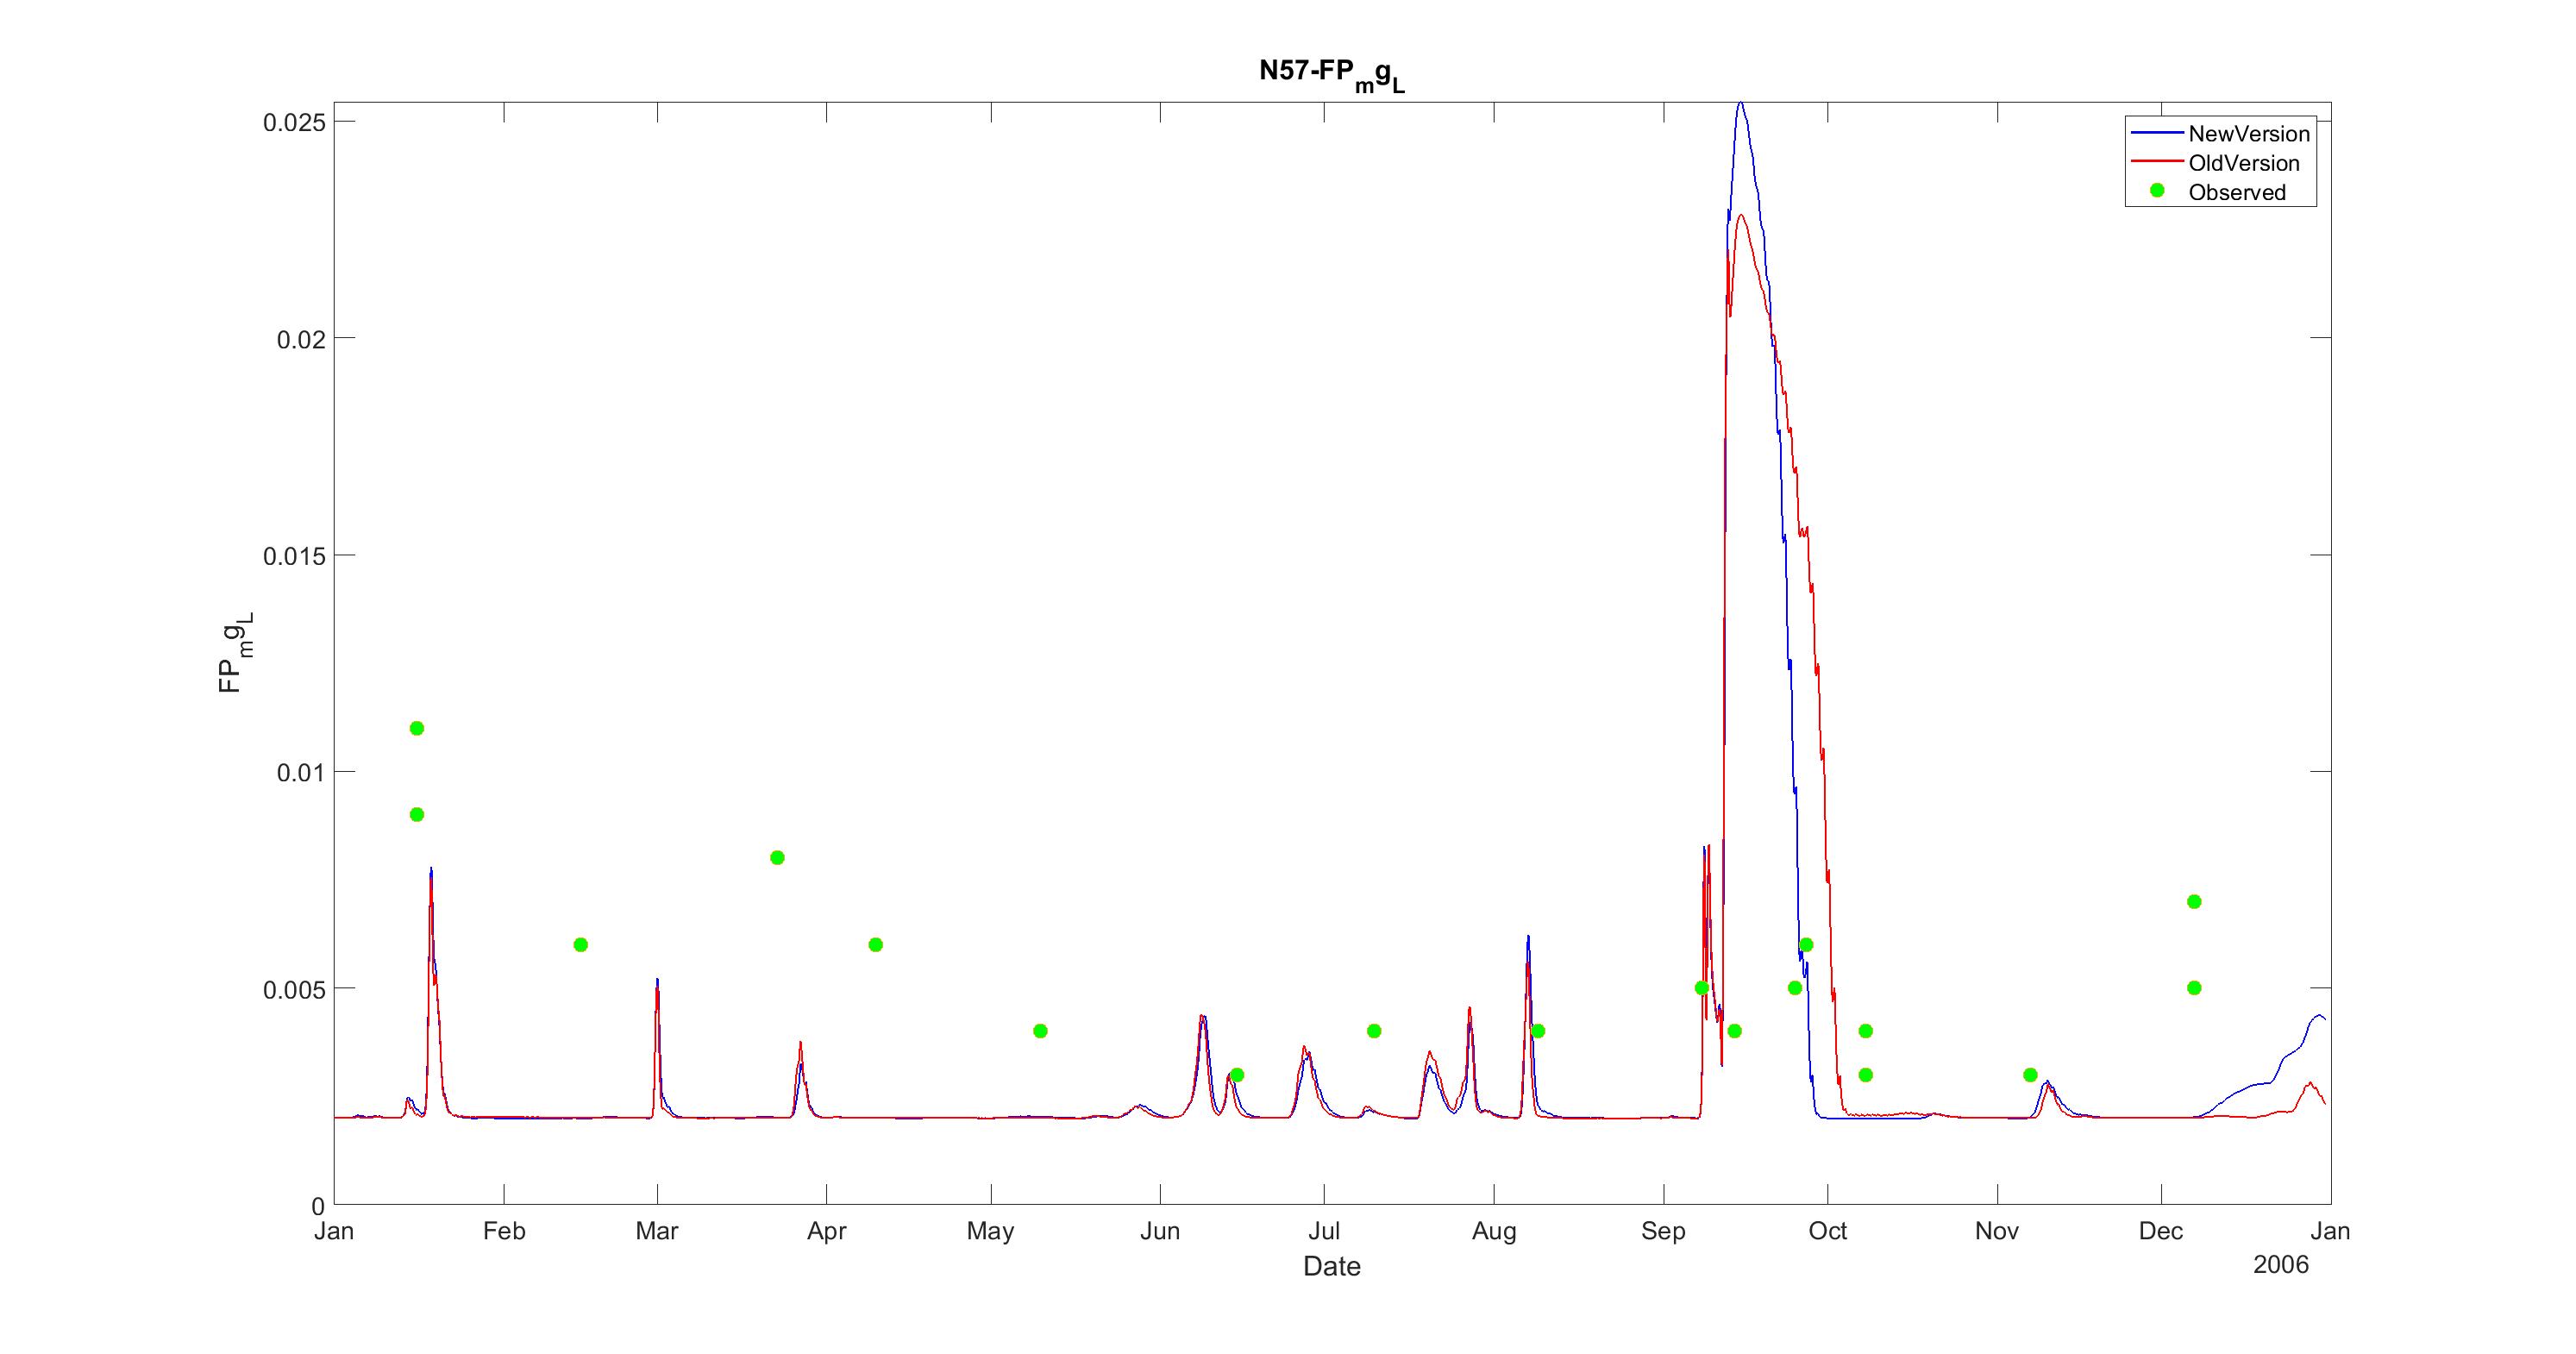 N57-FPmgL
0.025
0.02
0.015
0.01
0.005
0
FPmgL
NewVersion
OldVersion
Observed
Jan Feb Mar Apr May Jun Jul Aug Sep Oct Nov Dec Jan
Date
2006